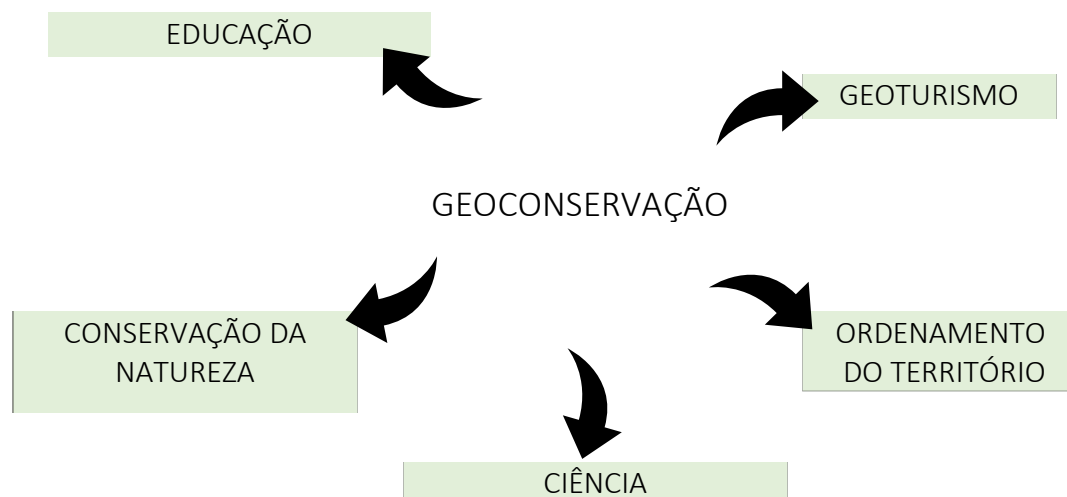 EDUCAÇÃO
GEOTURISMO
GEOCONSERVAÇÃO
CONSERVAÇÃO DA
NATUREZA
ORDENAMENTO
DO TERRITÓRIO
CIÊNCIA